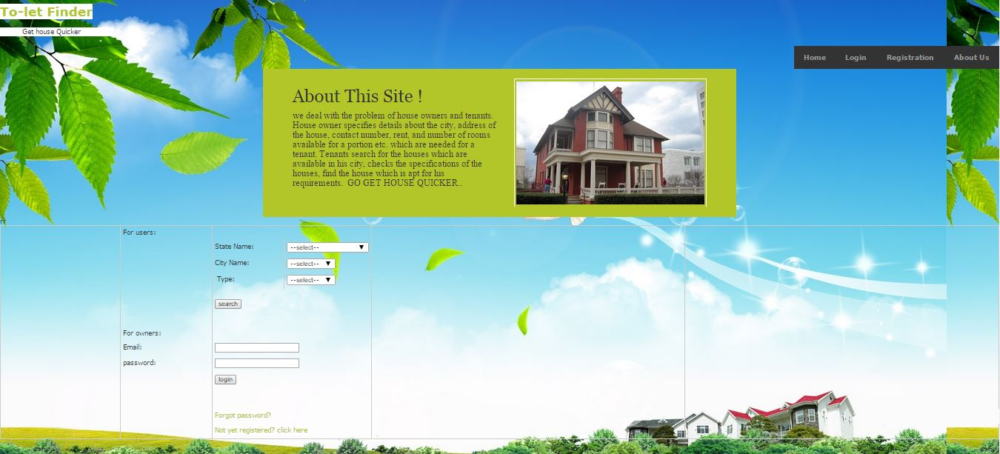 To-let Finder
Get house Quicker
Home Login Registration About Us
About This Site !
we deal with the problem of house owners and tenants.
House owner specifies details about the city, address of
the house, contact number, rent, and number of rooms
available for a portion etc. which are needed for a
tenant. Tenants search for the houses which are
available in his city, checks the specifications of the
houses, find the house which is apt for his
requirements. GO GET HOUSE QUICKER..
rr
For users:
State Name: --select--
City Name: --select--
Type: --select--
search
For owners:
Email:
password:
login
Forgot password?
Not yet registered? click here